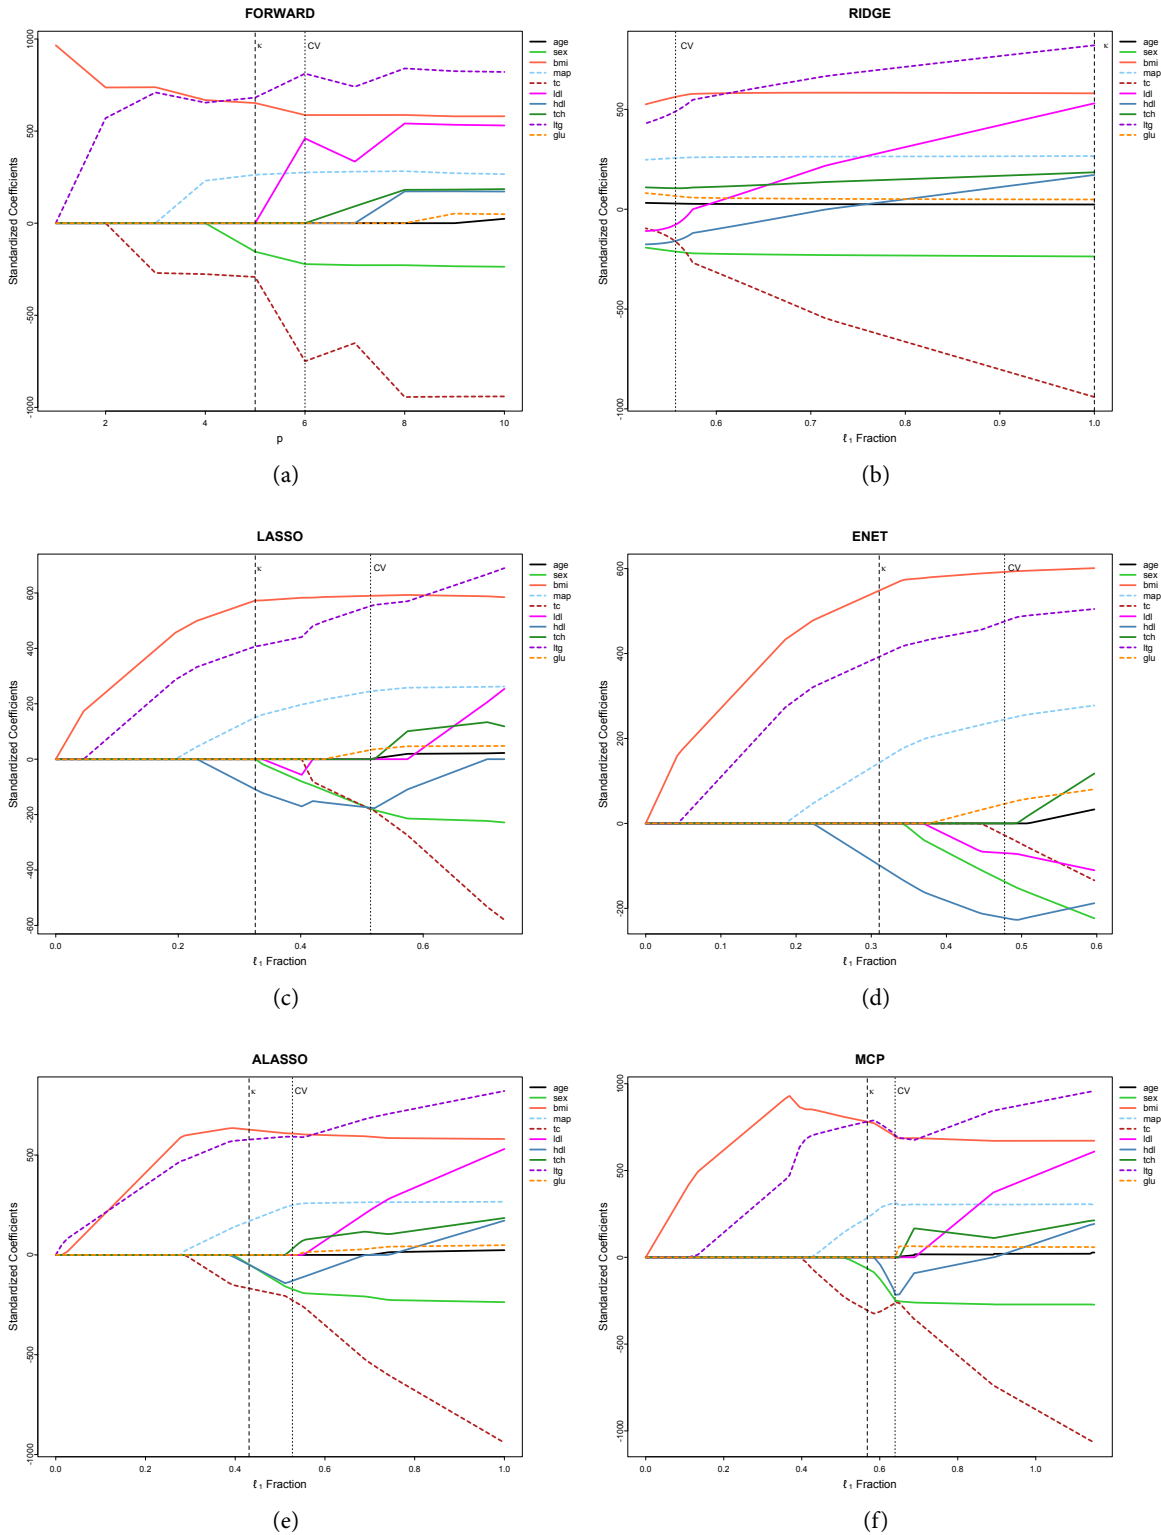 FORWARD
κ
CV
Standardized Coefficients
-1000
-500
0
500
1000
2
4
6
8
10
p
age
sex
bmi
map
tc
ldl
hdl
tch
ltg
glu
(a)
RIDGE
CV
κ
Standardized Coefficients
-1000
-500
0
500
0.6
0.7
0.8
0.9
1.0
ℓ 1 Fraction
age
sex
bmi
map
tc
ldl
hdl
tch
ltg
glu
(b)
LASSO
κ
CV
Standardized Coefficients
-600
-400
-200
0
200
400
600
0.0
0.2
0.4
0.6
ℓ 1 Fraction
age
sex
bmi
map
tc
ldl
hdl
tch
ltg
glu
(c)
ENET
κ
CV
Standardized Coefficients
-200
0
200
400
600
0.0
0.1
0.2
0.3
0.4
0.5
0.6
ℓ 1 Fraction
age
sex
bmi
map
tc
ldl
hdl
tch
ltg
glu
(d)
ALASSO
κ
CV
Standardized Coefficients
-1000
-500
0
500
0.0
0.2
0.4
0.6
0.8
1.0
ℓ 1 Fraction
age
sex
bmi
map
tc
ldl
hdl
tch
ltg
glu
(e)
MCP
κ
CV
Standardized Coefficients
-1000
-500
0
500
1000
0.0
0.2
0.4
0.6
0.8
1.0
ℓ 1 Fraction
age
sex
bmi
map
tc
ldl
hdl
tch
ltg
glu
(f)